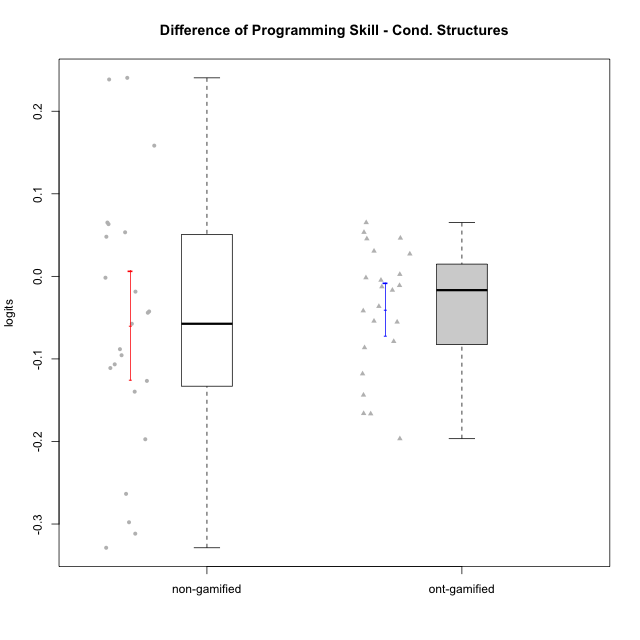 Difference of Programming Skill - Cond. Structures
logits
0.2
0.1
0.0
-0.1
-0.2
-0.3
non-gamified
ont-gamified